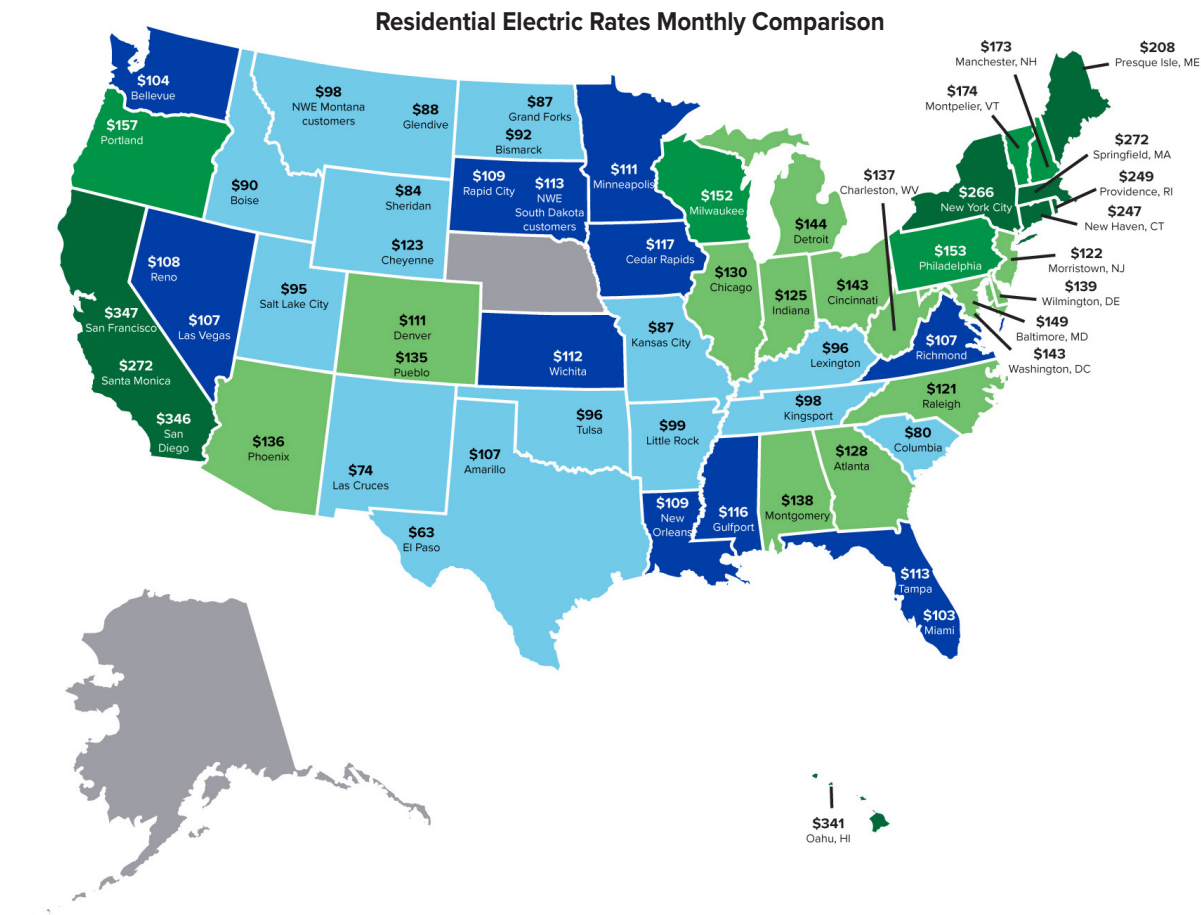 Residential Electric Rates Monthly Comparison
$173
Manchester, NH
$208
Presque Isle, ME
$174
Montpelier, VT
$104
Bellevue
$98
NWE Montana
customers
$88
Glendive
$87
Grand Forks
$92
Bismarck
$157
Portland
$272
Springfield, MA
$137
Charleston, WV
$249
Providence, RI
$109
Rapid City
$113
NWE
South Dakota
customers
$111
Minneapolis
$90
Boise
$84
Sheridan
$152
Milwaukee
$266
New York City
$247
New Haven, CT
$144
Detroit
$123
Cheyenne
$117
Cedar Rapids
$153
Philadelphia
$122
Morristown, NJ
$108
Reno
$130
Chicago
$143
Cincinnati
$139
Wilmington, DE
$95
Salt Lake City
$125
Indiana
$347
San Francisco
$107
Las Vegas
$111
Denver
$87
Kansas City
$149
Baltimore, MD
$107
Richmond
$143
Washington, DC
$135
Pueblo
$112
Wichita
$96
Lexington
$272
Santa Monica
$121
Raleigh
$98
Kingsport
$346
San
Diego
$96
Tulsa
$99
Little Rock
$80
Columbia
$136
Phoenix
$128
Atlanta
$107
Amarillo
$74
Las Cruces
$109
New
Orleans
$116
Gulfport
$138
Montgomery
$63
El Paso
$113
Tampa
$103
Miami
$341
Oahu, HI